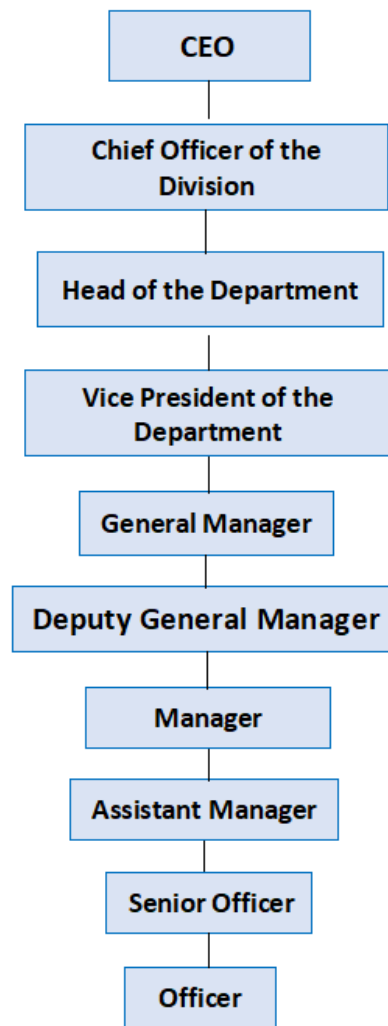 CEO
Chief Officer of the
Division
Head of the Department
Vice President of the
Department
General Manager
Deputy General Manager
Manager
Assistant Manager
Senior Officer
Officer